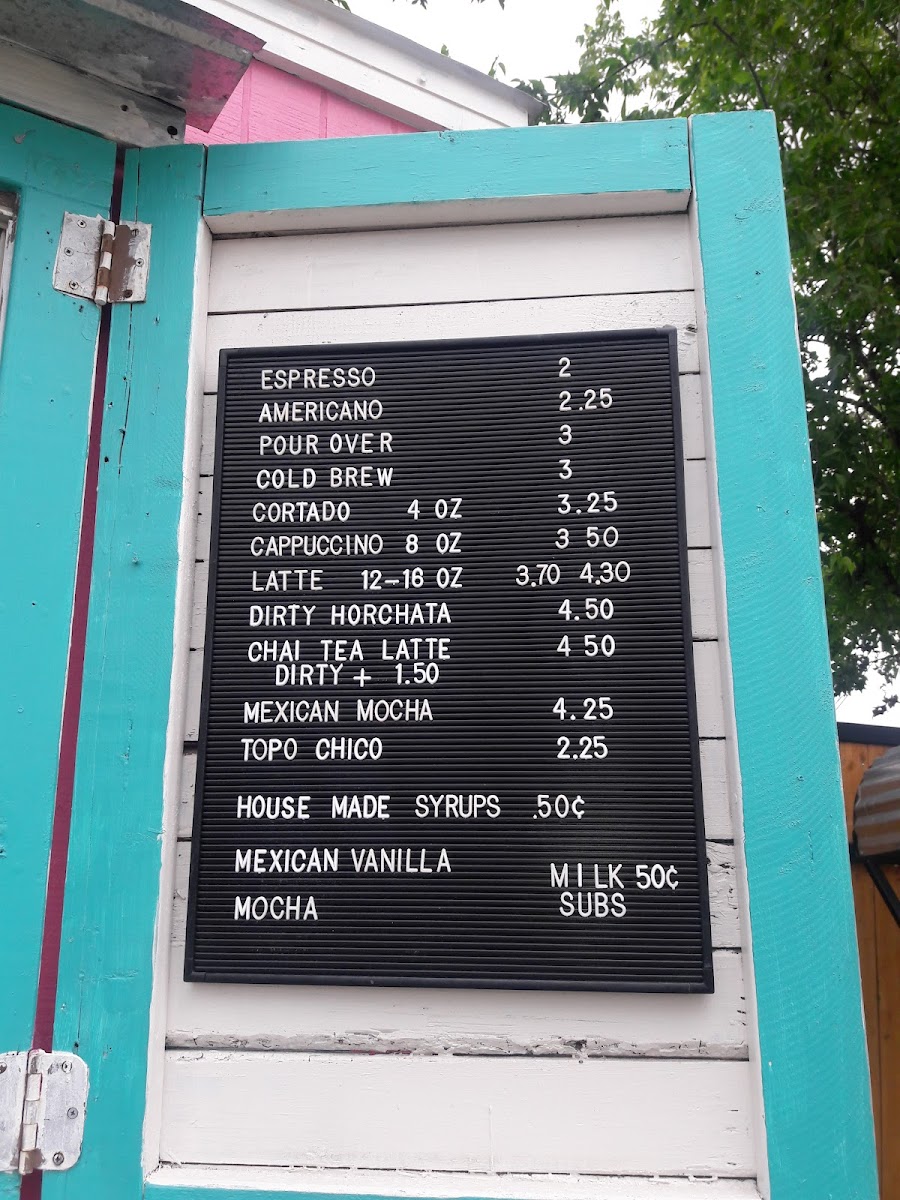 ESPRESSO 2
AMERICANO 2.25
POUR OVER 3
COLD BREW 3
CORTADO 4 OZ 3.25
CAPPUCCINO 8 OZ 3 50
LATTE 12-16 OZ 3.70 4.30
DIRTY HORCHATA 4.50
CHAI TEA LATTE 4 50
DIRTY + 1.50
MEXICAN MOCHA 4.25
TOPO CHICO 2.25
HOUSE MADE SYRUPS .50¢
MEXICAN VANILLA
MILK 50¢
MOCHA
SUBS